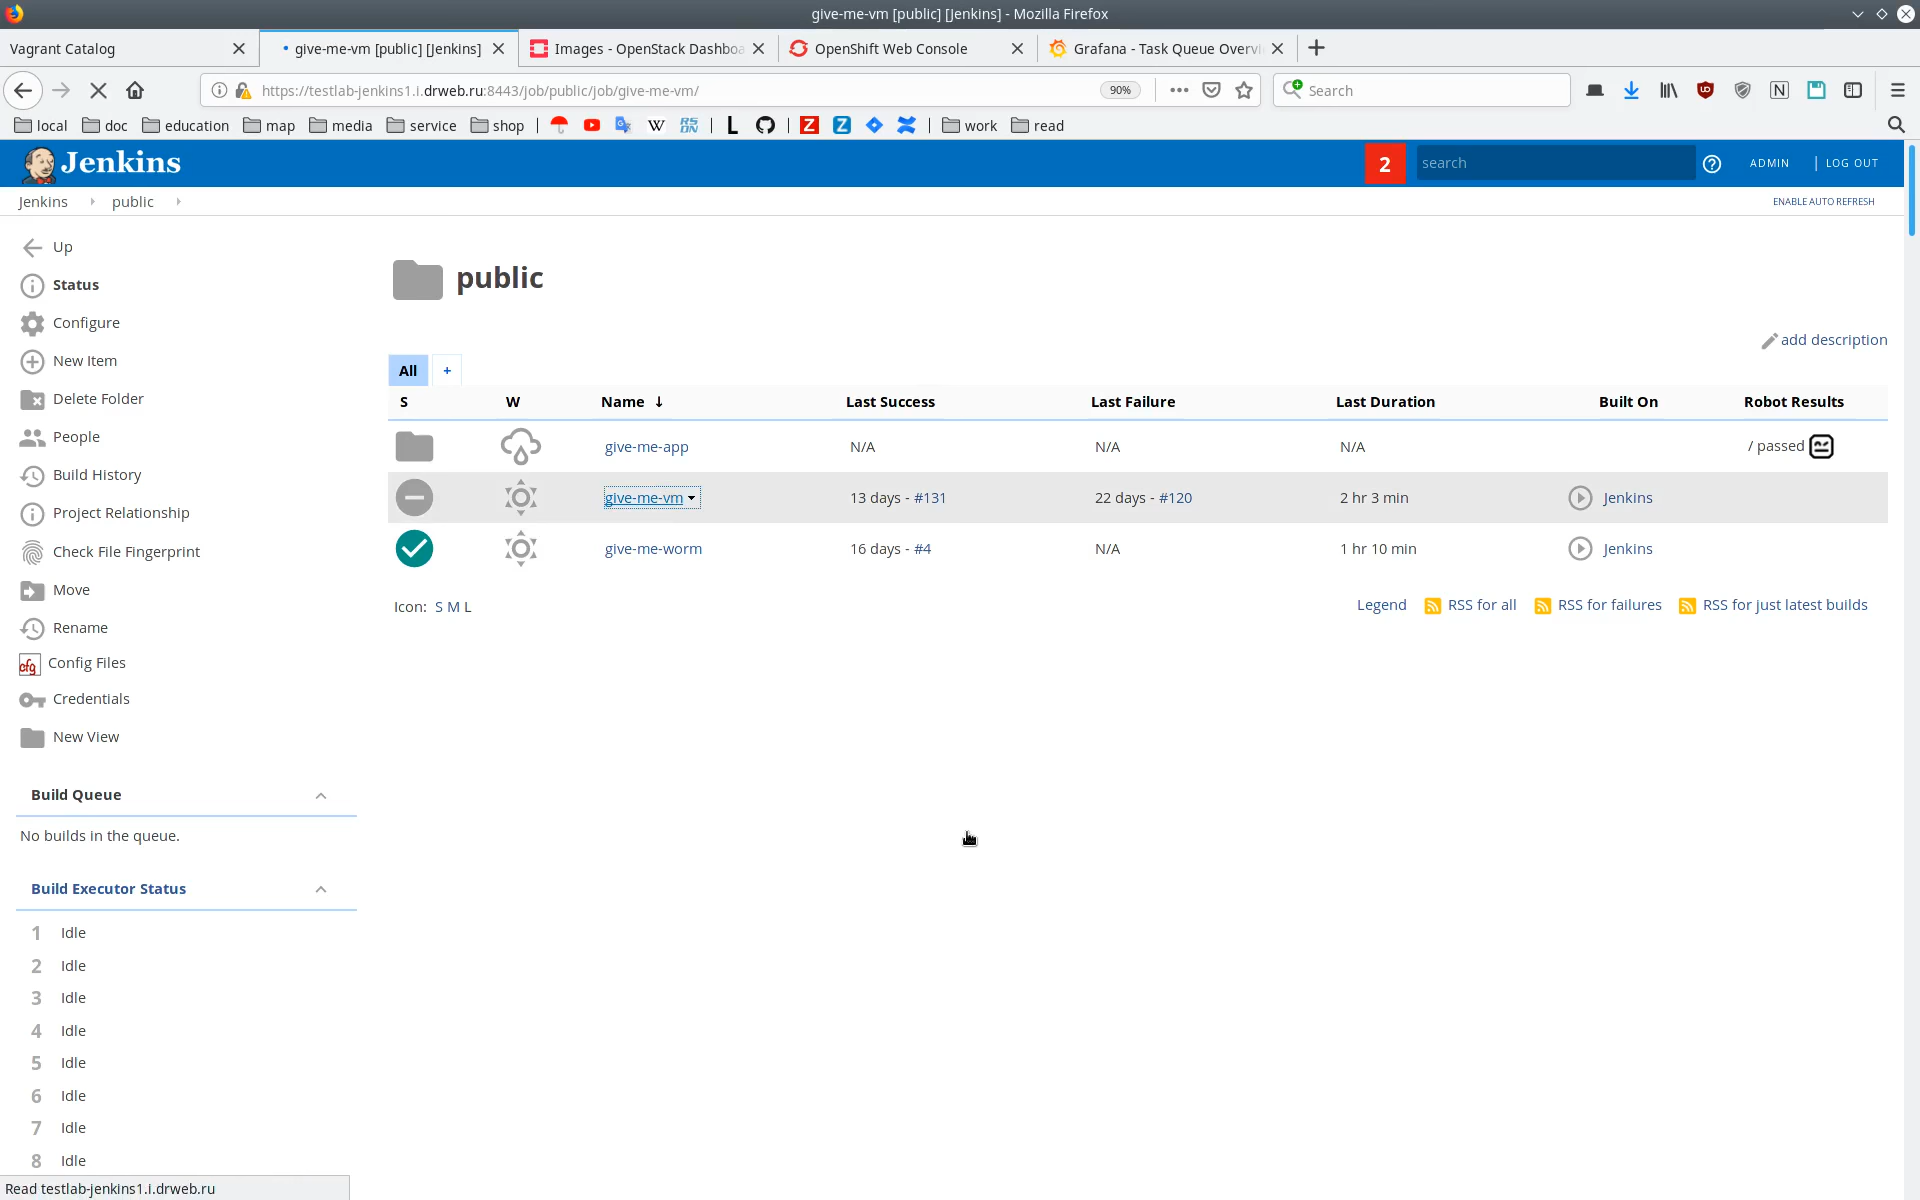 give-me-vm [public] [Jenkins] - Mozilla Firefox
Vagrant Catalog
give-me-vm [public] [Jenkins]
Images - OpenStack Dashboa
OpenShift Web Console
Grafana - Task Queue Overvi
https://testlab-jenkins1.i.drweb.ru:8443/job/public/job/give-me-vm/
90%
Search
local
doc
education
map
media
service
shop
work
read
Jenkins
2
search
ADMIN
LOG OUT
Jenkins
public
ENABLE AUTO REFRESH
Up
Status
Configure
New Item
Delete Folder
People
Build History
Project Relationship
Check File Fingerprint
Move
Rename
cfg Config Files
Credentials
New View
Build Queue
No builds in the queue.
Build Executor Status
1 Idle
2 Idle
3 Idle
4 Idle
5 Idle
6 Idle
7 Idle
8 Idle
public
add description
All +
S W Name ↓ Last Success Last Failure Last Duration Built On Robot Results
give-me-app N/A N/A N/A / passed
give-me-vm 13 days - #131 22 days - #120 2 hr 3 min Jenkins
give-me-worm 16 days - #4 N/A 1 hr 10 min Jenkins
Icon: S M L
Legend RSS for all RSS for failures RSS for just latest builds
Read testlab-jenkins1.i.drweb.ru